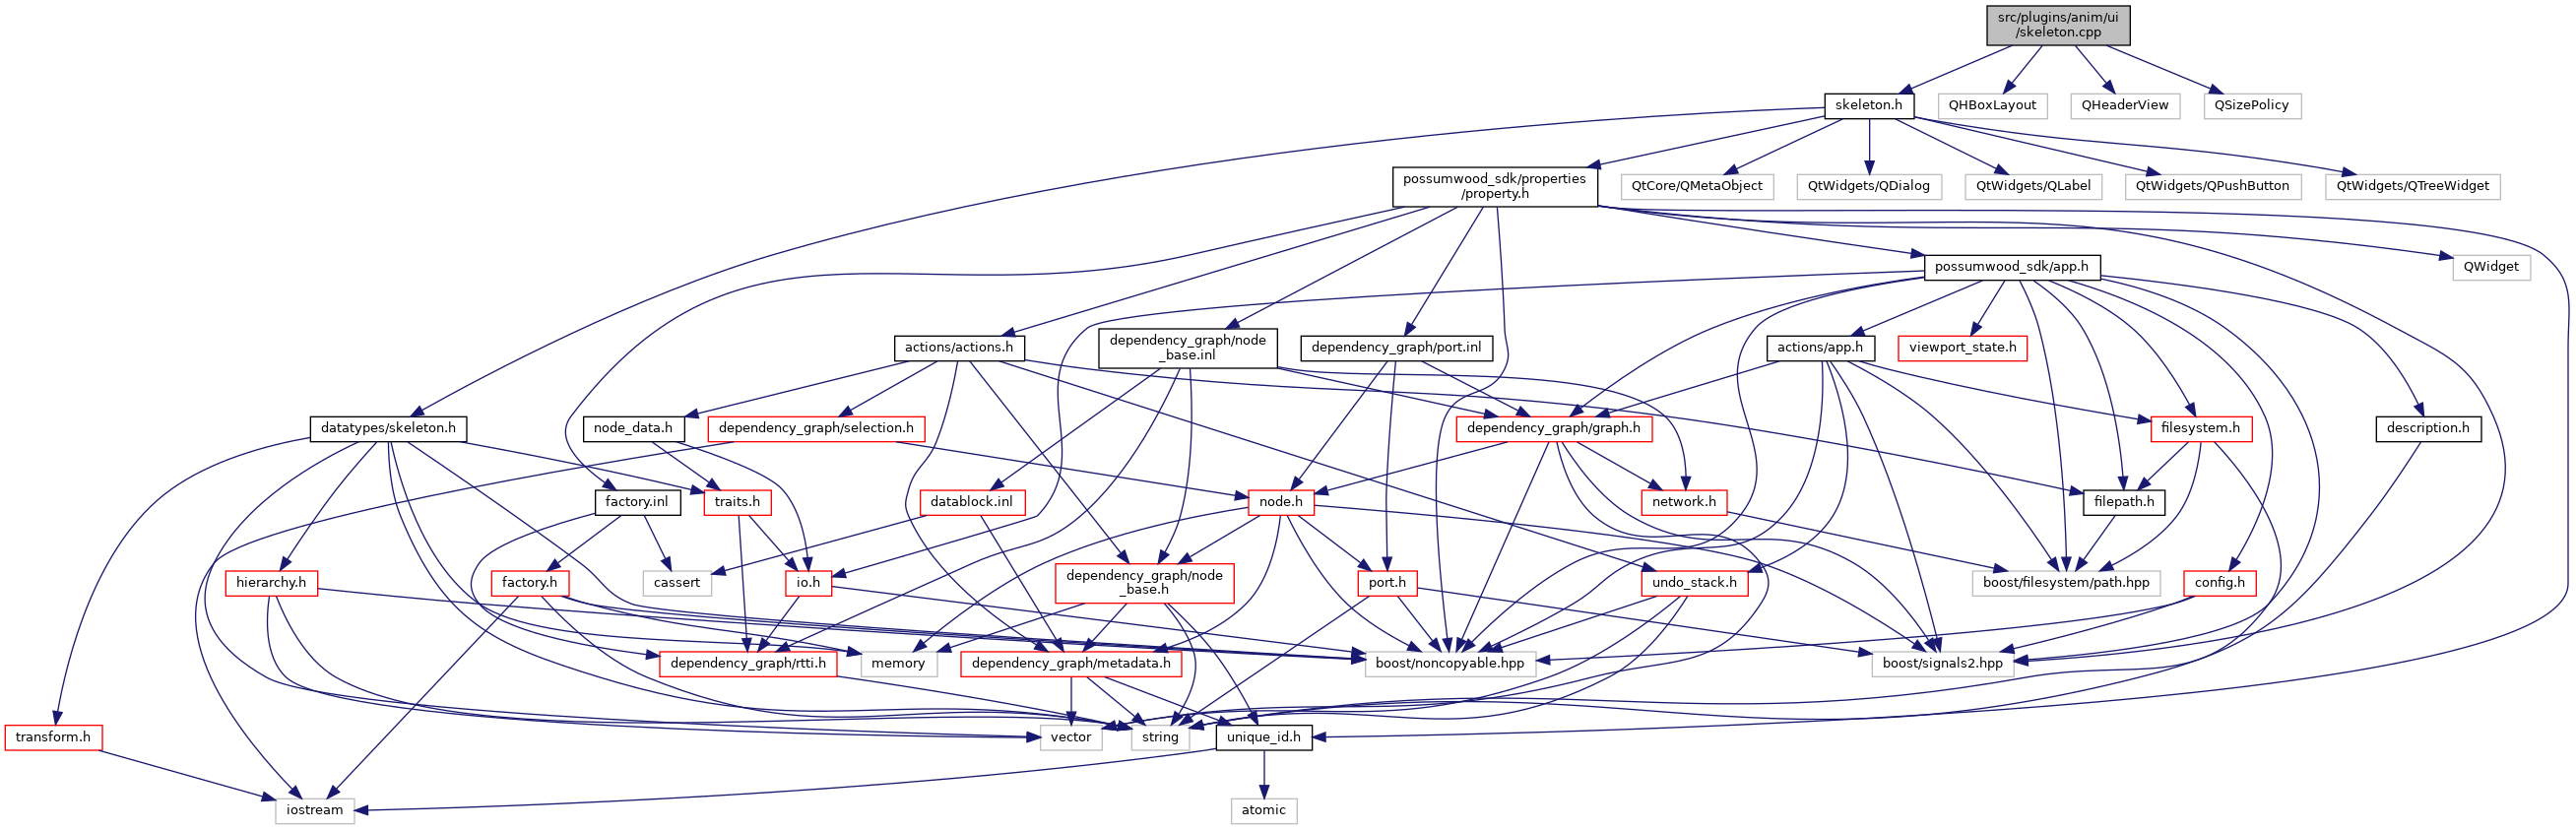 src/plugins/anim/ui
/skeleton.cpp
skeleton.h
QHBoxLayout
QHeaderView
QSizePolicy
possumwood_sdk/properties
/property.h
QtCore/QMetaObject
QtWidgets/QDialog
QtWidgets/QLabel
QtWidgets/QPushButton
QtWidgets/QTreeWidget
possumwood_sdk/app.h
QWidget
actions/actions.h
dependency_graph/node
_base.inl
dependency_graph/port.inl
actions/app.h
viewport_state.h
datatypes/skeleton.h
node_data.h
dependency_graph/selection.h
dependency_graph/graph.h
filesystem.h
description.h
factory.inl
traits.h
datablock.inl
node.h
network.h
filepath.h
hierarchy.h
factory.h
cassert
io.h
dependency_graph/node
_base.h
port.h
undo_stack.h
boost/filesystem/path.hpp
config.h
dependency_graph/rtti.h
memory
dependency_graph/metadata.h
boost/noncopyable.hpp
boost/signals2.hpp
transform.h
vector
string
unique_id.h
iostream
atomic